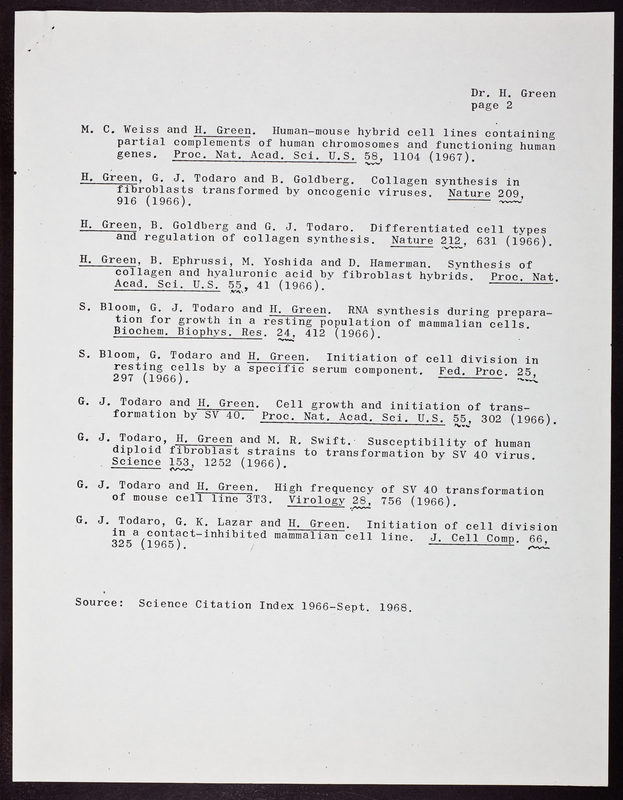 Dr. H. Green
page 2
M. C. Weiss and H. Green. Human-mouse hybrid cell lines containing
partial complements of human chromosomes and functioning human
genes. Proc. Nat. Acad. Sci. U.S. 58, 1104 (1967).
H. Green, G. J. Todaro and B. Goldberg. Collagen synthesis in
fibroblasts transformed by oncogenic viruses. Nature 209,
916 (1966).
H. Green, B. Goldberg and G. J. Todaro. Differentiated cell types
and regulation of collagen synthesis. Nature 212, 631 (1966).
H. Green, B. Ephrussi, M. Yoshida and D. Hamerman. Synthesis of
collagen and hyaluronic acid by fibroblast hybrids. Proc. Nat.
Acad. Sci. U.S. 55, 41 (1966).
S. Bloom, G. J. Todaro and H. Green. RNA synthesis during prepara-
tion for growth in a resting population of mammalian cells.
Biochem. Biophys. Res. 24, 412 (1966).
S. Bloom, G. Todaro and H. Green. Initiation of cell division in
resting cells by a specific serum component. Fed. Proc. 25,
297 (1966).
G. J. Todaro and H. Green. Cell growth and initiation of trans-
formation by SV 40. Proc. Nat. Acad. Sci. U.S. 55, 302 (1966).
G. J. Todaro, H. Green and M. R. Swift. Susceptibility of human
diploid fibroblast strains to transformation by SV 40 virus.
Science 153, 1252 (1966).
G. J. Todaro and H. Green. High frequency of SV 40 transformation
of mouse cell line 3T3. Virology 28, 756 (1966).
G. J. Todaro, G. K. Lazar and H. Green. Initiation of cell division
in a contact-inhibited mammalian cell line. J. Cell Comp. 66,
325 (1965).
Source: Science Citation Index 1966-Sept. 1968.